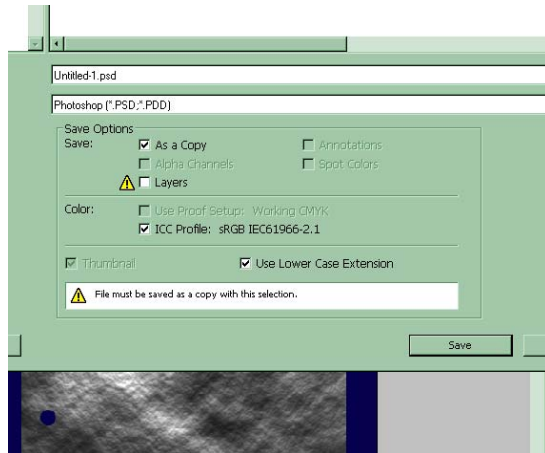 Untitled-1.psd
Photoshop (*.PSD;*.PDD)
Save Options
Save:
As a Copy
Annotations
Alpha Channels
Spot Colors
Layers
Color:
Use Proof Setup: Working CMYK
ICC Profile: sRGB IEC61966-2.1
Thumbnail
Use Lower Case Extension
File must be saved as a copy with this selection.
Save